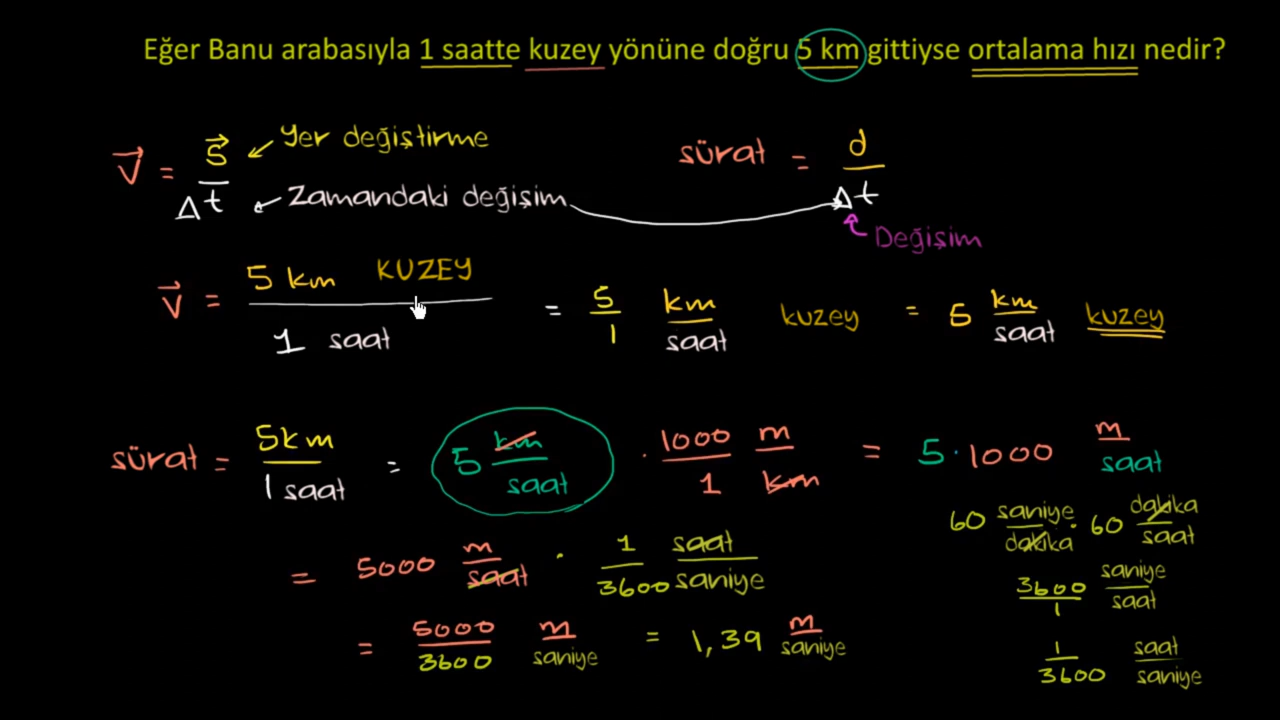 Eğer Banu arabasıyla 1 saatte kuzey yönüne doğru 5 km gittiyse ortalama hızı nedir?
V = S / Δt Yer değiştirme
Zamandaki değişim
sürat = d / Δt
Değişim
V = 5 km KUZEY / 1 saat = 5/1 km/saat kuzey = 5 km/saat kuzey
sürat = 5km / 1 saat = 5 km/saat · 1000/1 m/km = 5·1000 m/saat
= 5000 m/saat · 1/3600 saat/saniye
= 5000/3600 m/saniye = 1,39 m/saniye
60 saniye/dakika · 60 dakika/saat
3600/1 saniye/saat
1/3600 saat/saniye